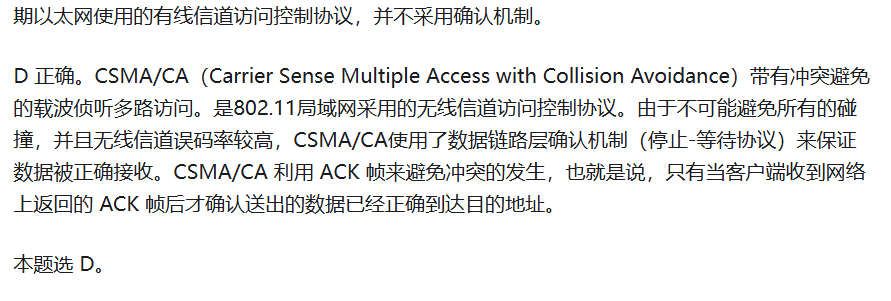 期以太网使用的有线信道访问控制协议，并不采用确认机制。
D 正确。CSMA/CA（Carrier Sense Multiple Access with Collision Avoidance）带有冲突避免
的载波侦听多路访问。是802.11局域网采用的无线信道访问控制协议。由于不可能避免所有的碰
撞，并且无线信道误码率较高，CSMA/CA使用了数据链路层确认机制（停止-等待协议）来保证
数据被正确接收。CSMA/CA 利用 ACK 帧来避免冲突的发生，也就是说，只有当客户端收到网络
上返回的 ACK 帧后才确认送出的数据已经正确到达目的地址。
本题选 D。